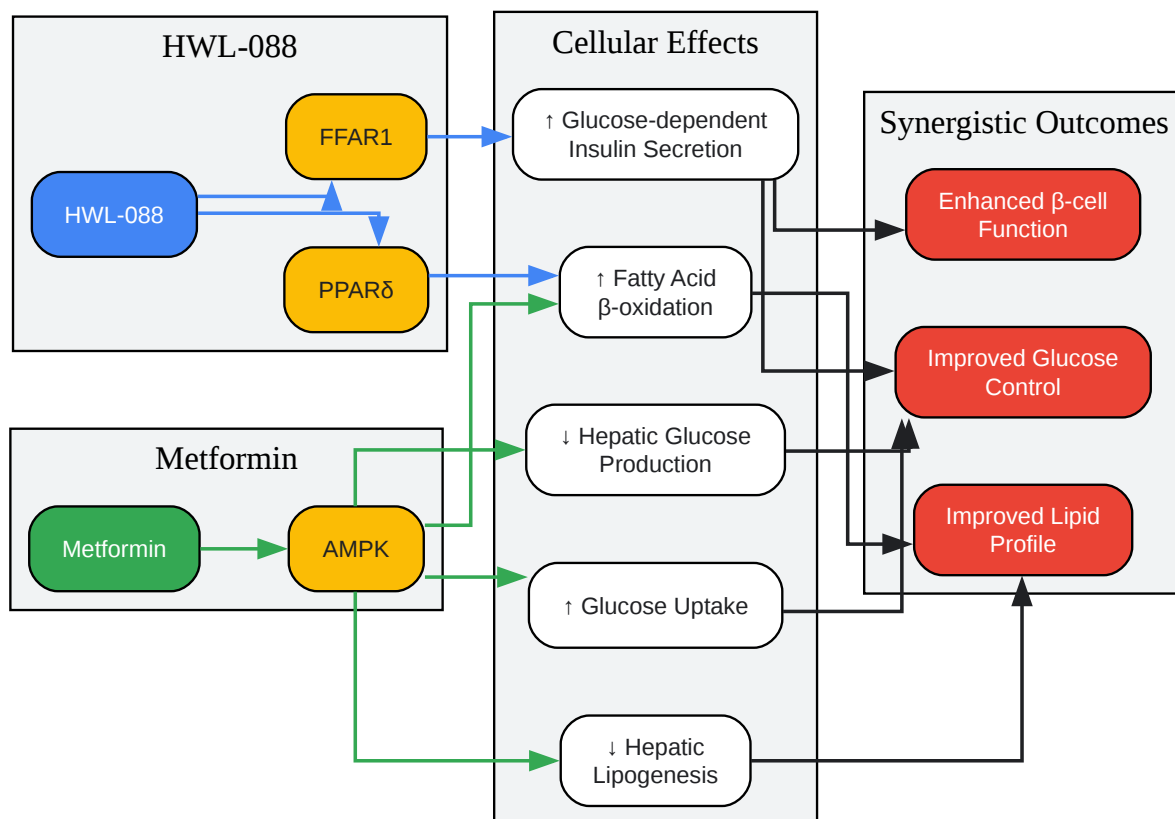 HWL-088
HWL-088
FFAR1
PPARδ
Metformin
Metformin
AMPK
Cellular Effects
↑ Glucose-dependent
Insulin Secretion
↑ Fatty Acid
β-oxidation
↓ Hepatic Glucose
Production
↑ Glucose Uptake
↓ Hepatic
Lipogenesis
Synergistic Outcomes
Enhanced β-cell
Function
Improved Glucose
Control
Improved Lipid
Profile